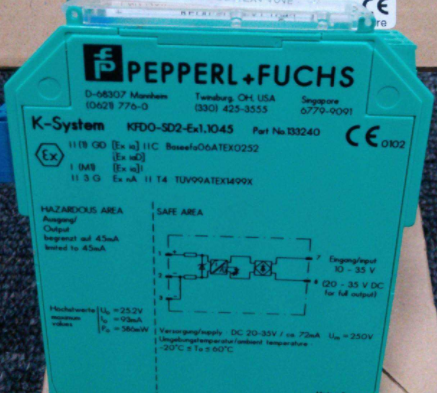 PEPPERL+FUCHS
D-68307 Mannheim
(0621) 776-0
Twinsburg, OH, USA
(330) 425-3555
Singapore
6779-9091
K-System KFD0-SD2-Ex1.1045 Part No. 133240
CE 0102
Ex
II (1) GD [Ex ia] IIC Baseefa06ATEX0252
[Ex iaD]
I (M1) [Ex ia] I
II 3 G Ex nA II T4 TÜV99ATEX1499X
HAZARDOUS AREA
Ausgang/
Output
begrenzt auf 45mA
limited to 45mA
SAFE AREA
1
2
3
7 Eingang/input
10 - 35 V
8 (20 - 35 V DC
for full output)
Höchstwerte
maximum
values
U₀ = 25.2V
I₀ = 93mA
P₀ = 586mW
Versorgung/supply DC 20-35V / ca. 72mA Uₘ = 250V
Umgebungstemperatur/ambient temperature
-20°C ≤ Ta ≤ 60°C